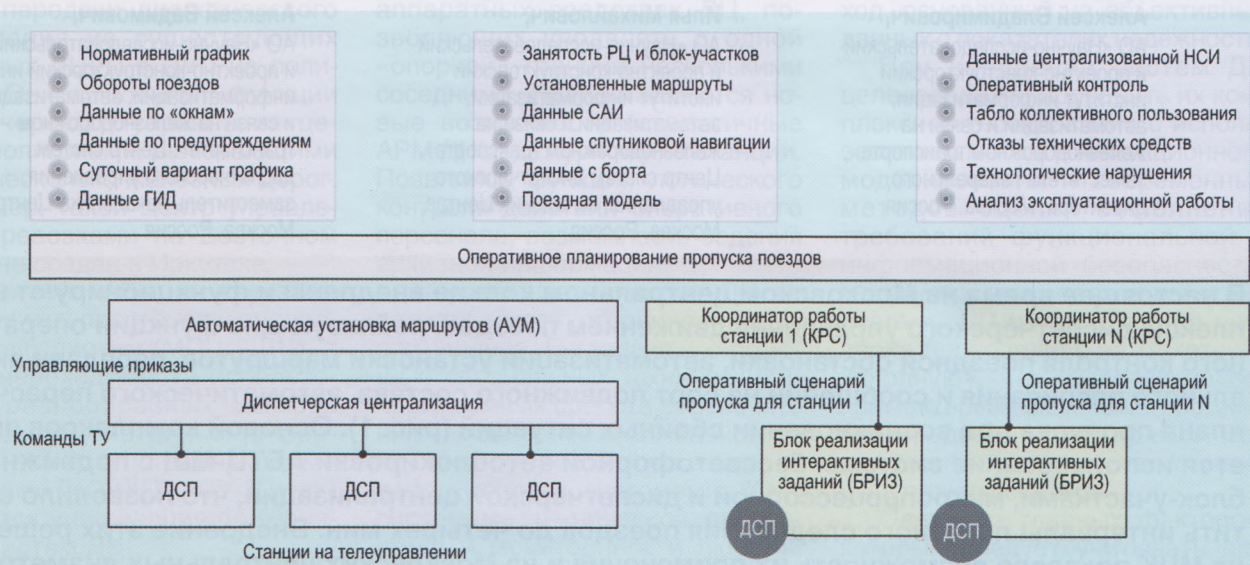 Нормативный график
Обороты поездов
Данные по «окнам»
Данные по предупреждениям
Суточный вариант графика
Данные ГИД
Занятость РЦ и блок-участков
Установленные маршруты
Данные САИ
Данные спутниковой навигации
Данные с борта
Поездная модель
Данные централизованной НСИ
Оперативный контроль
Табло коллективного пользования
Отказы технических средств
Технологические нарушения
Анализ эксплуатационной работы
Оперативное планирование пропуска поездов
Автоматическая установка маршрутов (АУМ)
Координатор работы
станции 1 (КРС)
Координатор работы
станции N (КРС)
Управляющие приказы
Диспетчерская централизация
Оперативный сценарий
пропуска для станции 1
Оперативный сценарий
пропуска для станции N
Команды ТУ
ДСП
ДСП
ДСП
Блок реализации
интерактивных
заданий (БРИЗ)
Блок реализации
интерактивных
заданий (БРИЗ)
ДСП
ДСП
Станции на телеуправлении